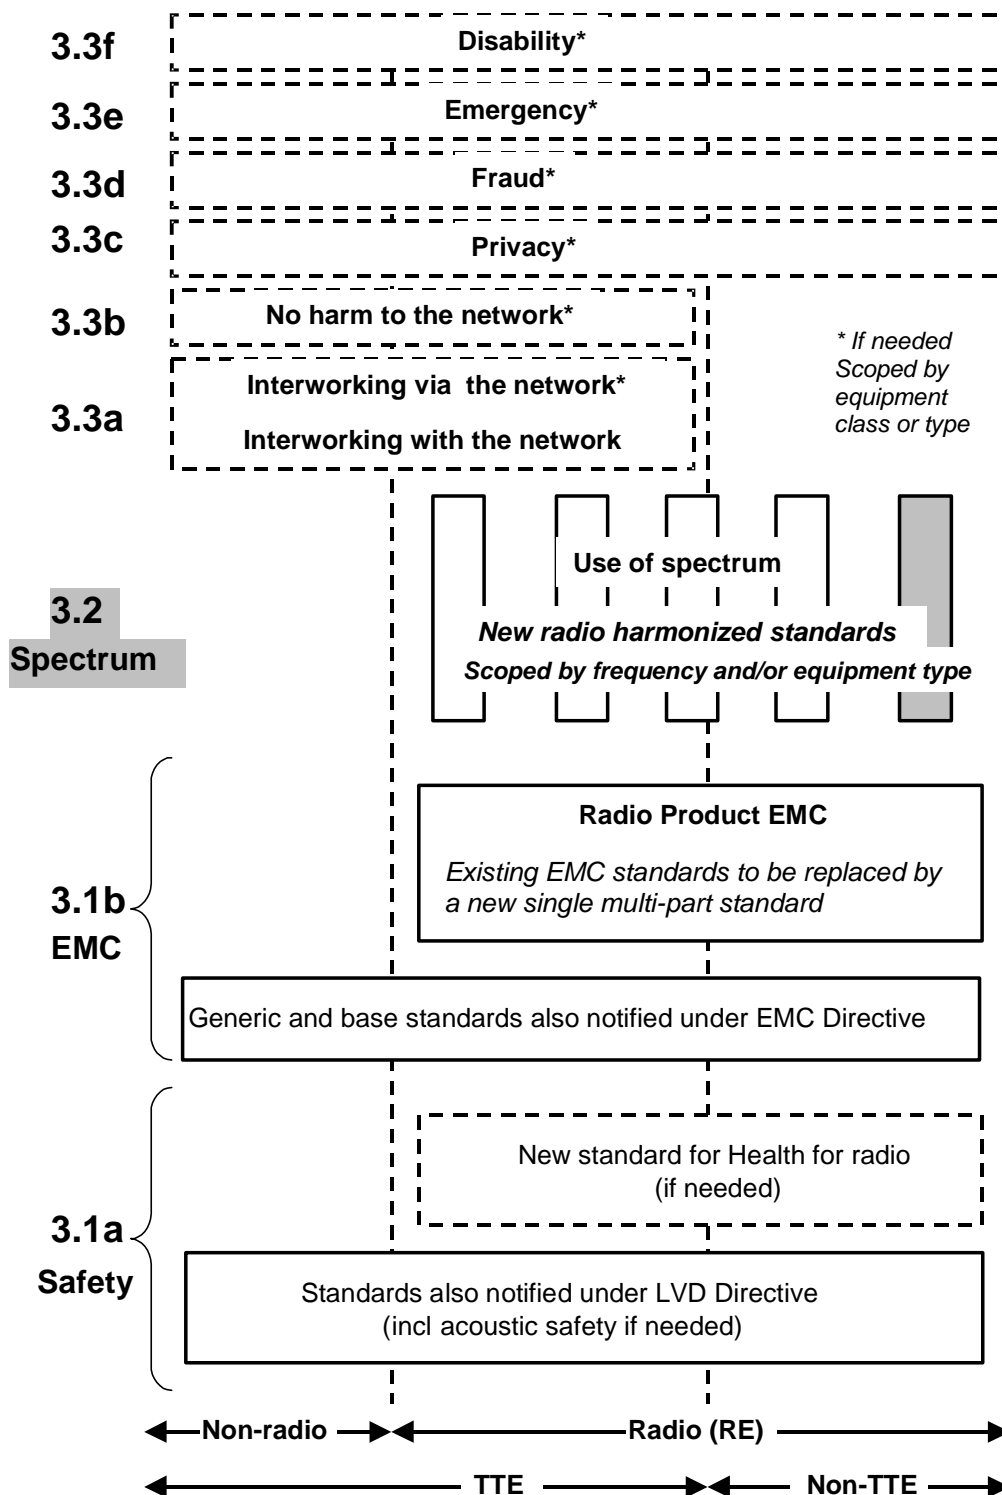 3.3f
Disability*
3.3e
Emergency*
3.3d
Fraud*
3.3c
Privacy*
3.3b
No harm to the network*
3.3a
Interworking via the network*
Interworking with the network
* If needed
Scoped by
equipment
class or type
3.2
Spectrum
Use of spectrum
New radio harmonized standards
Scoped by frequency and/or equipment type
3.1b
EMC
Radio Product EMC
Existing EMC standards to be replaced by
a new single multi-part standard
Generic and base standards also notified under EMC Directive
3.1a
Safety
New standard for Health for radio
(if needed)
Standards also notified under LVD Directive
(incl acoustic safety if needed)
Non-radio
Radio (RE)
TTE
Non-TTE